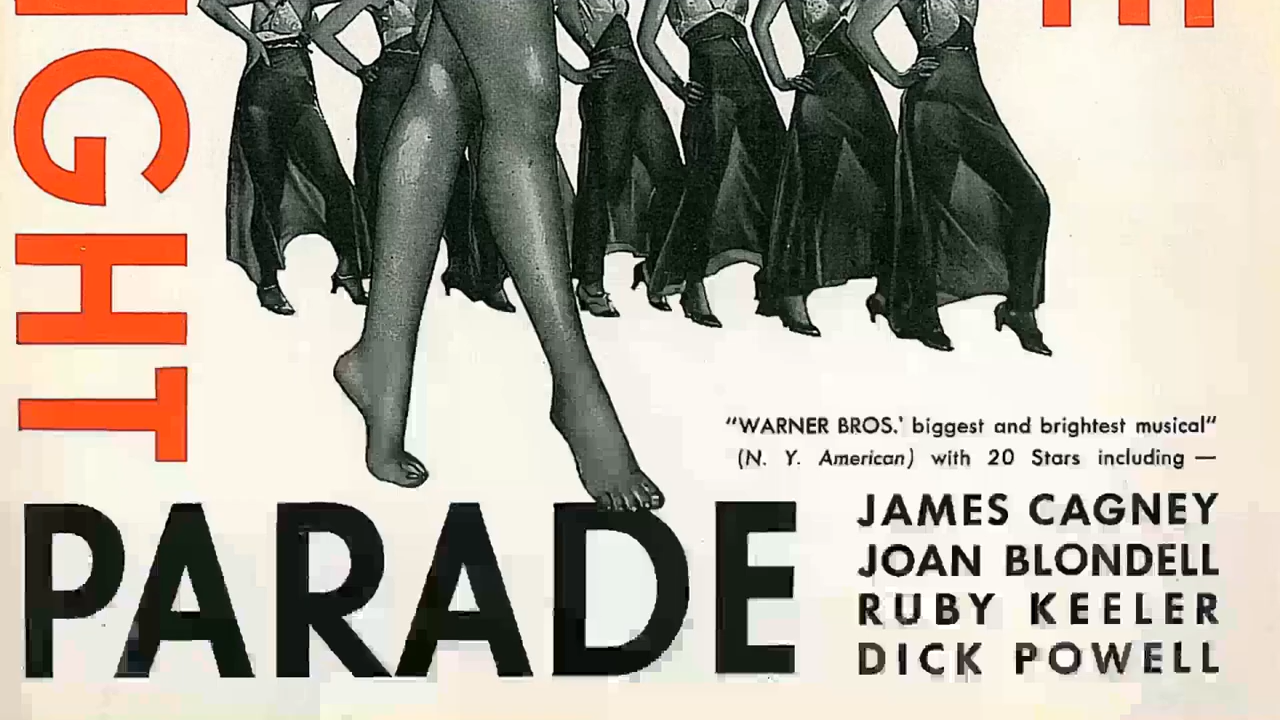 IGHT
PARADE
"WARNER BROS.' biggest and brightest musical"
(N. Y. American) with 20 Stars including —
JAMES CAGNEY
JOAN BLONDELL
RUBY KEELER
DICK POWELL